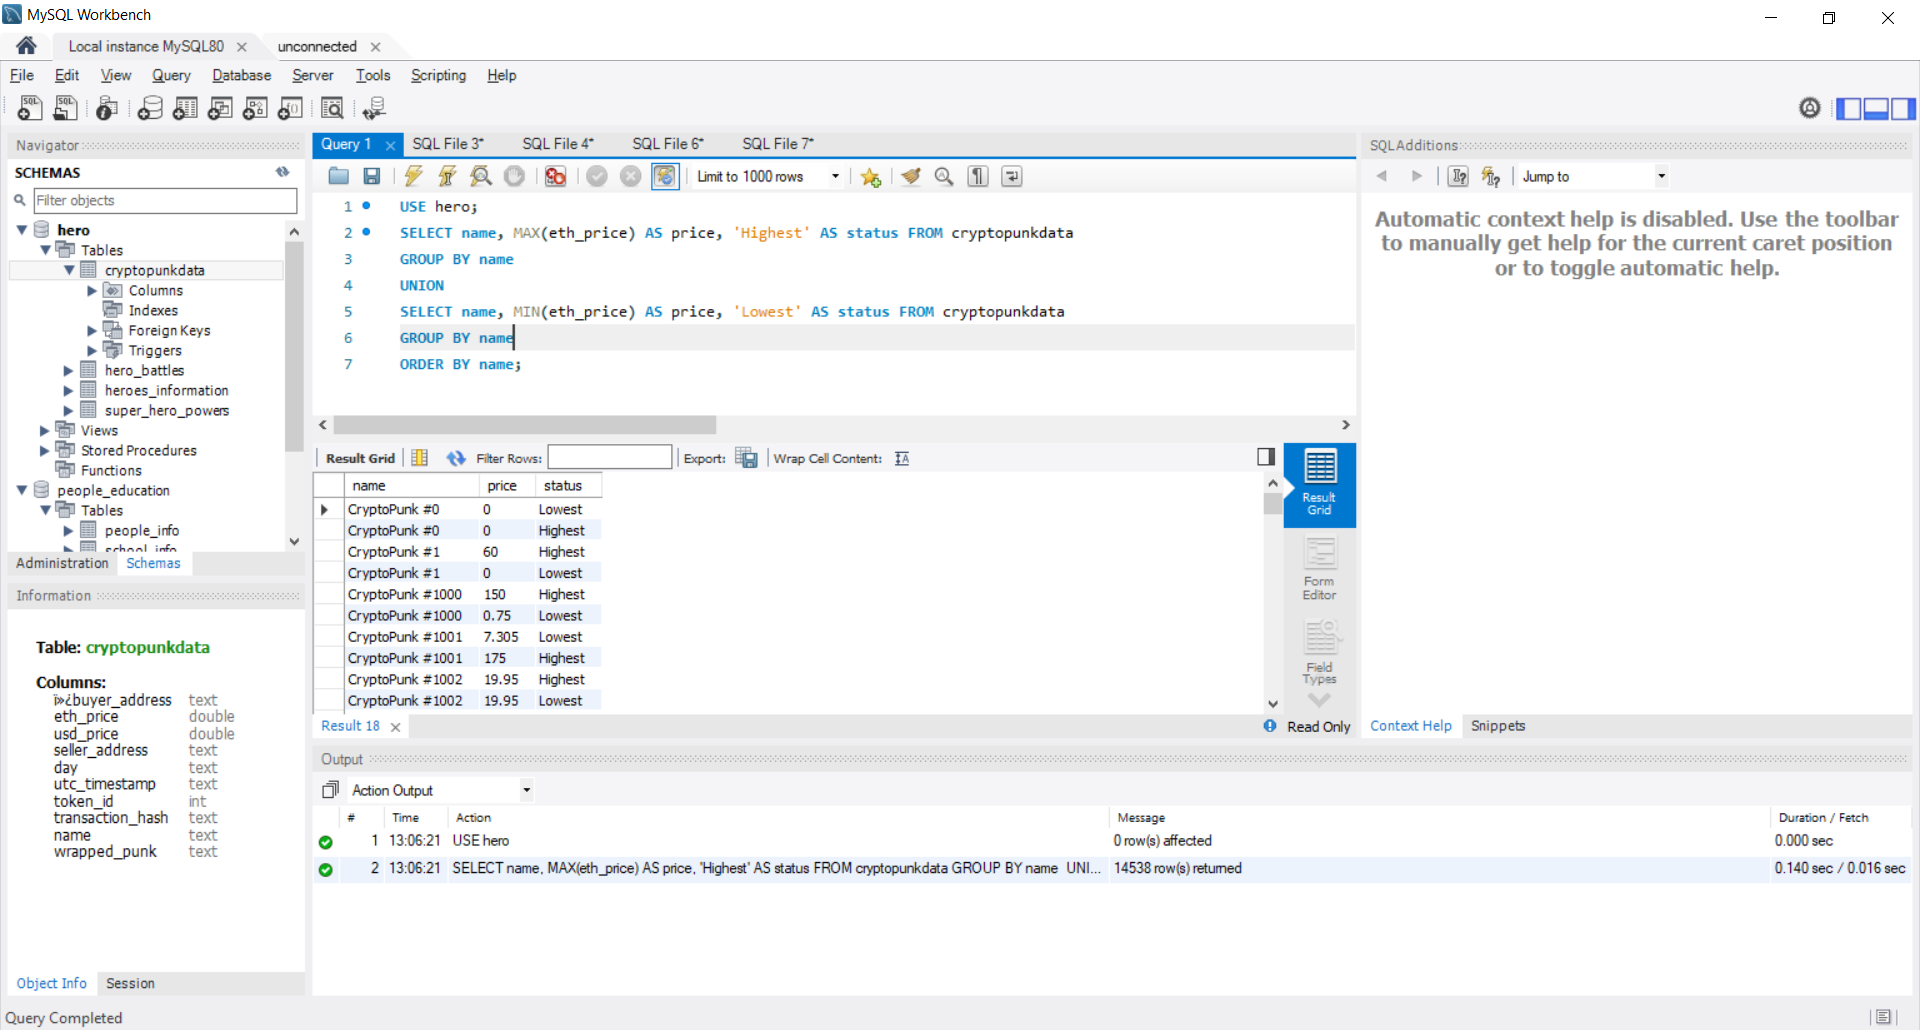 MySQL Workbench
Local instance MySQL80
unconnected
File Edit View Query Database Server Tools Scripting Help
Navigator
SCHEMAS
Filter objects
hero
Tables
cryptopunkdata
Columns
Indexes
Foreign Keys
Triggers
hero_battles
heroes_information
super_hero_powers
Views
Stored Procedures
Functions
people_education
Tables
people_info
school_info
Administration Schemas
Information
Table: cryptopunkdata
Columns:
ï»¿buyer_address text
eth_price double
usd_price double
seller_address text
day text
utc_timestamp text
token_id int
transaction_hash text
name text
wrapped_punk text
Object Info Session
Query 1 SQL File 3* SQL File 4* SQL File 6* SQL File 7*
Limit to 1000 rows
1 USE hero;
2 SELECT name, MAX(eth_price) AS price, 'Highest' AS status FROM cryptopunkdata
3 GROUP BY name
4 UNION
5 SELECT name, MIN(eth_price) AS price, 'Lowest' AS status FROM cryptopunkdata
6 GROUP BY name
7 ORDER BY name;
Result Grid Filter Rows: Export: Wrap Cell Content:
name price status
CryptoPunk #0 0 Lowest
CryptoPunk #0 0 Highest
CryptoPunk #1 60 Highest
CryptoPunk #1 0 Lowest
CryptoPunk #1000 150 Highest
CryptoPunk #1000 0.75 Lowest
CryptoPunk #1001 7.305 Lowest
CryptoPunk #1001 175 Highest
CryptoPunk #1002 19.95 Highest
CryptoPunk #1002 19.95 Lowest
Result Grid
Form Editor
Field Types
Result 18
Read Only
SQLAdditions
Jump to
Automatic context help is disabled. Use the toolbar
to manually get help for the current caret position
or to toggle automatic help.
Context Help Snippets
Output
Action Output
# Time Action Message Duration / Fetch
1 13:06:21 USE hero 0 row(s) affected 0.000 sec
2 13:06:21 SELECT name, MAX(eth_price) AS price, 'Highest' AS status FROM cryptopunkdata GROUP BY name UNI... 14538 row(s) returned 0.140 sec / 0.016 sec
Query Completed